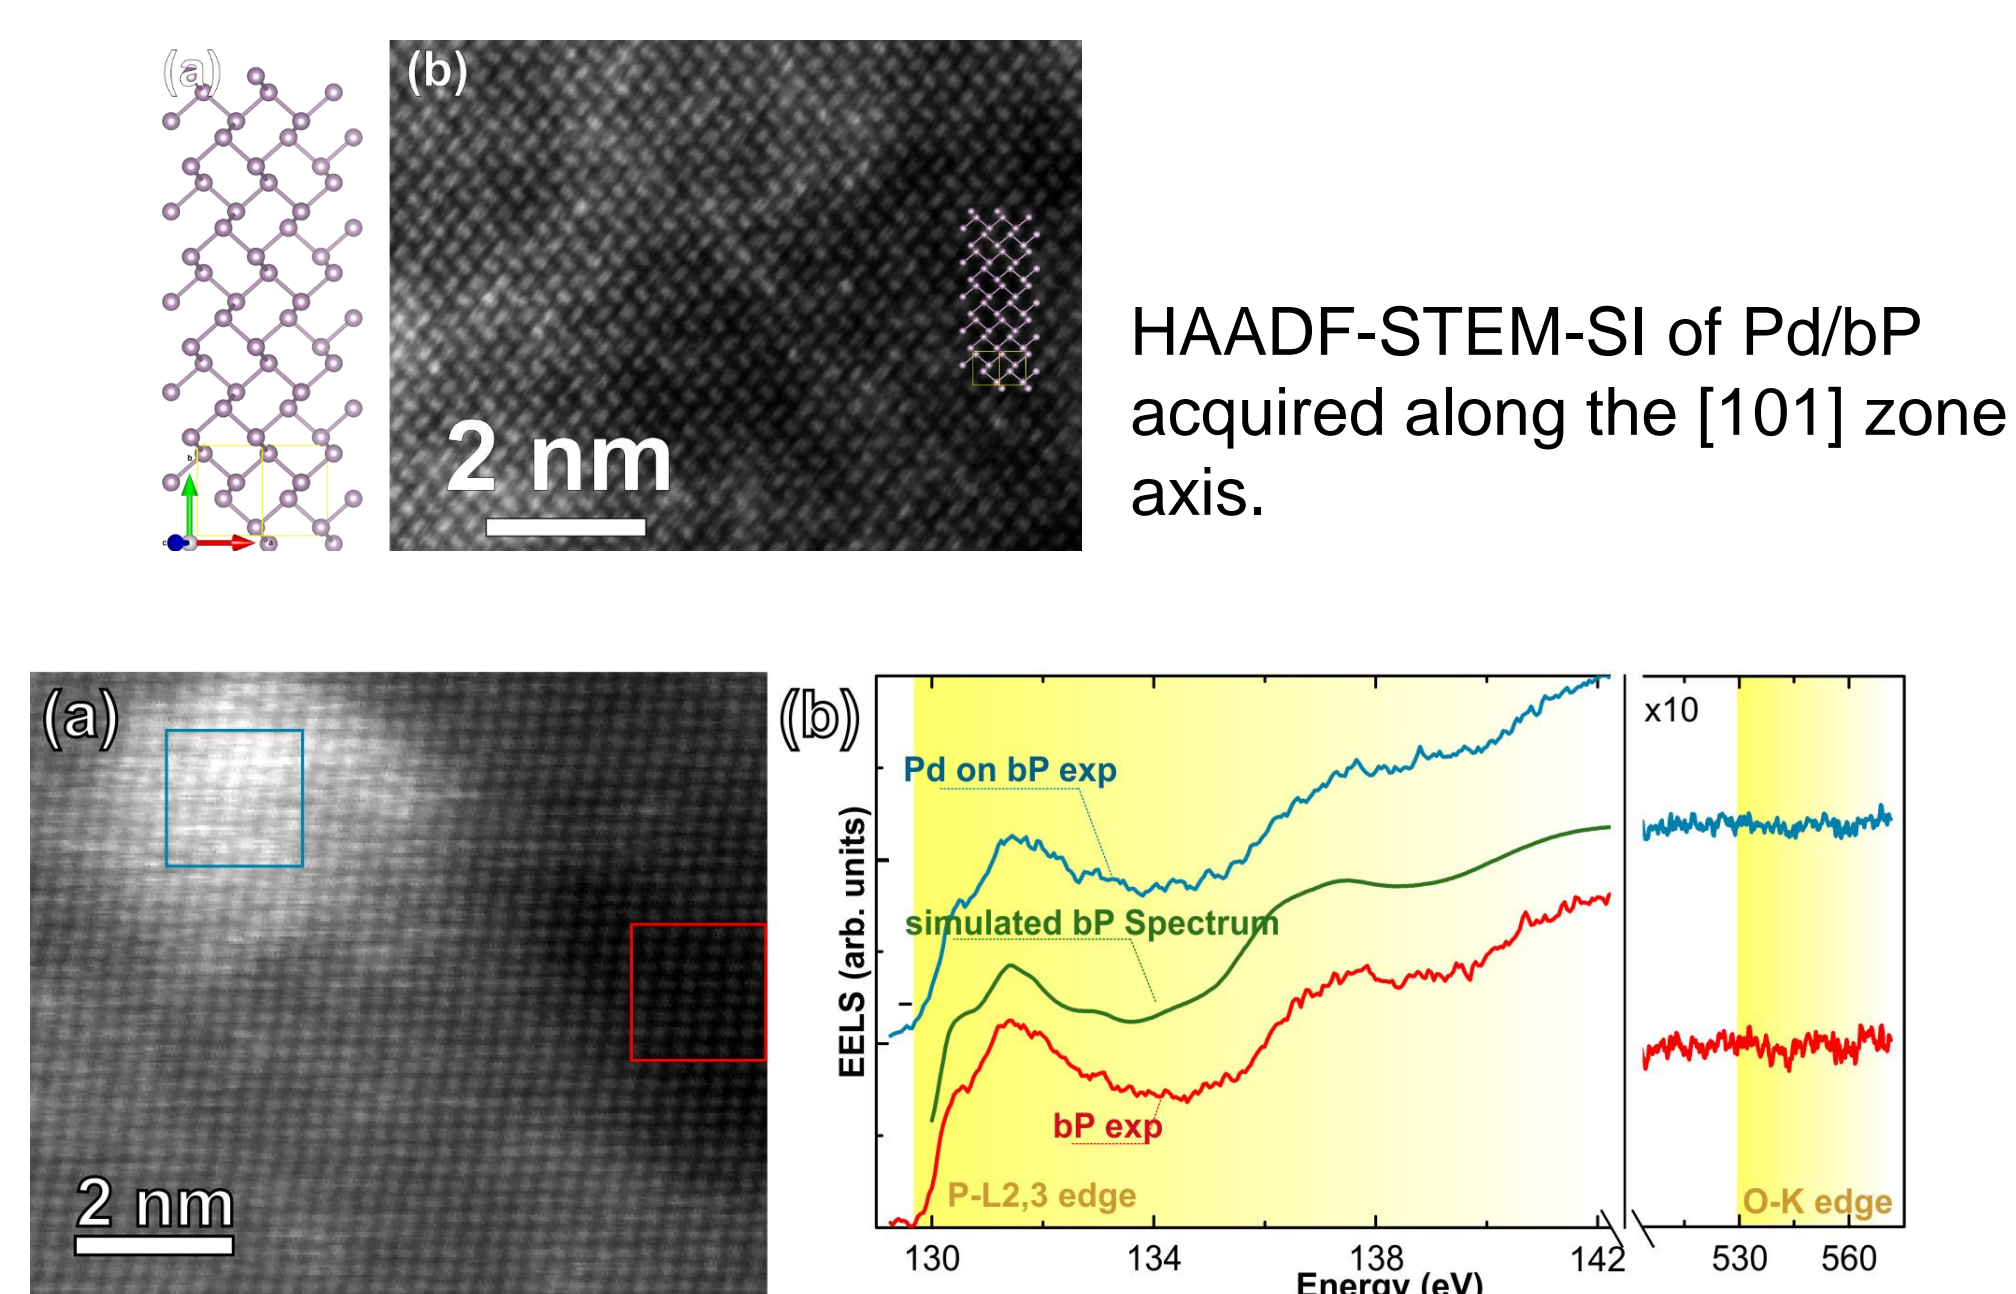 (a)
(b)
b
c
a
2 nm
HAADF-STEM-SI of Pd/bP
acquired along the [101] zone
axis.
(a)
2 nm
(b)
x10
Pd on bP exp
simulated bP Spectrum
bP exp
P-L2,3 edge
O-K edge
EELS (arb. units)
130 134 138 142 530 560
Energy (eV)